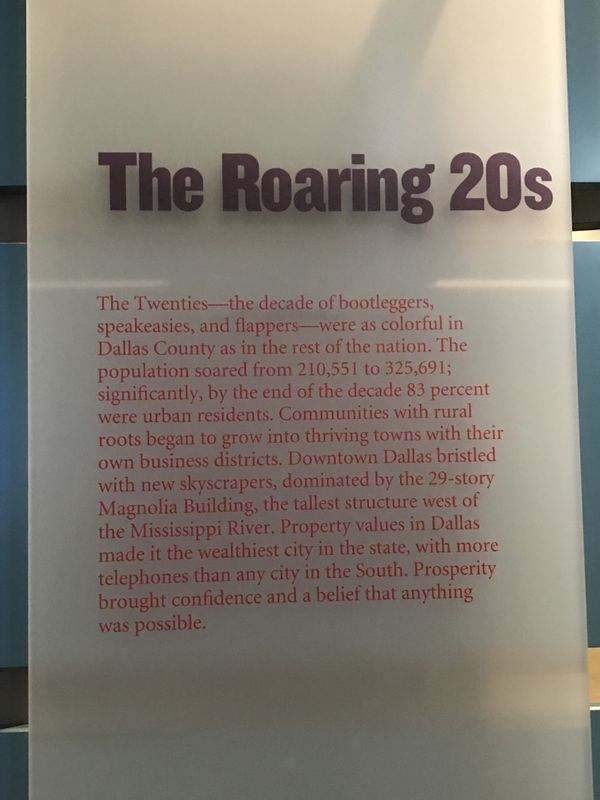 The Roaring 20s
The Twenties—the decade of bootleggers,
speakeasies, and flappers—were as colorful in
Dallas County as in the rest of the nation. The
population soared from 210,551 to 325,691;
significantly, by the end of the decade 83 percent
were urban residents. Communities with rural
roots began to grow into thriving towns with their
own business districts. Downtown Dallas bristled
with new skyscrapers, dominated by the 29-story
Magnolia Building, the tallest structure west of
the Mississippi River. Property values in Dallas
made it the wealthiest city in the state, with more
telephones than any city in the South. Prosperity
brought confidence and a belief that anything
was possible.